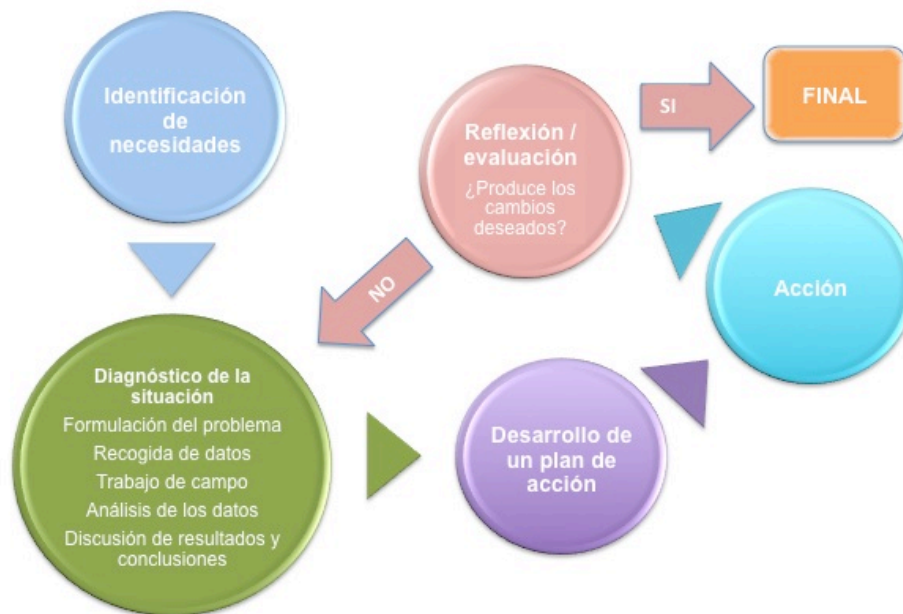 Identificación
de
necesidades
Reflexión /
evaluación
¿Produce los
cambios
deseados?
SI
FINAL
NO
Acción
Diagnóstico de la
situación
Formulación del problema
Recogida de datos
Trabajo de campo
Análisis de los datos
Discusión de resultados y
conclusiones
Desarrollo de
un plan de
acción